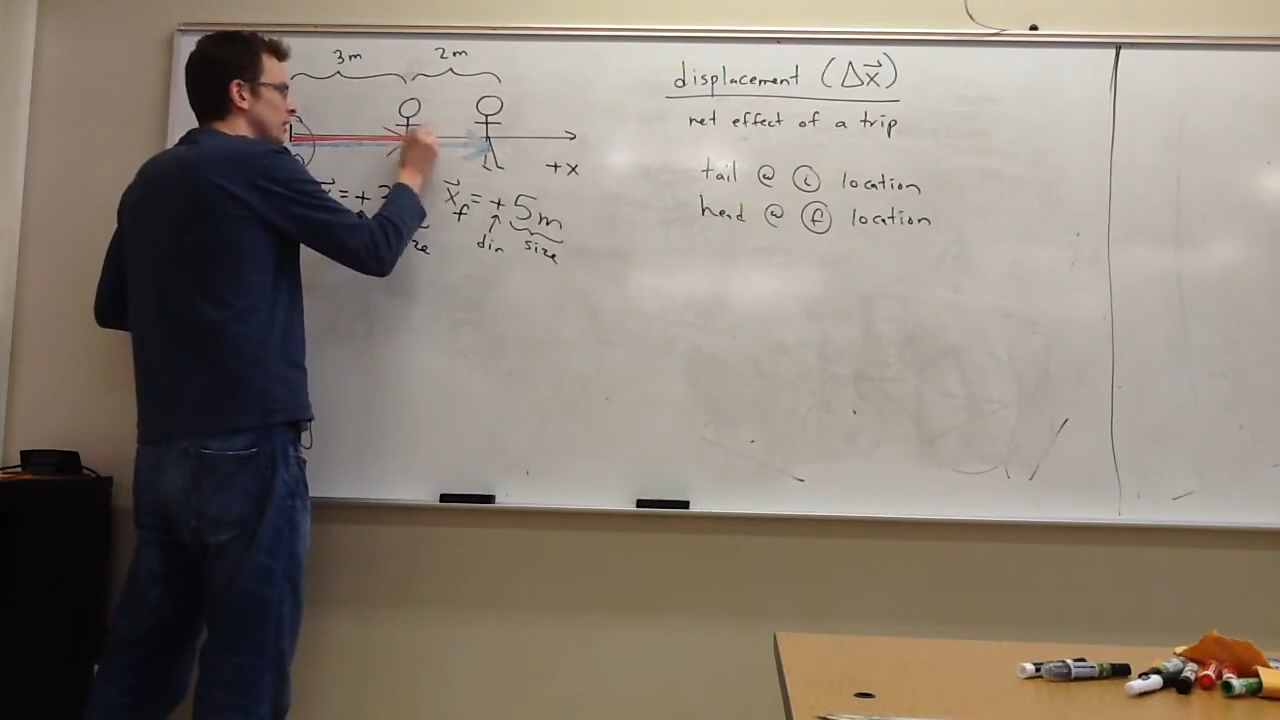 3m 2m
displacement (Δx⃗)
net effect of a trip
+x
tail @ (i) location
head @ (f) location
= +
x⃗f = + 5m
dir size